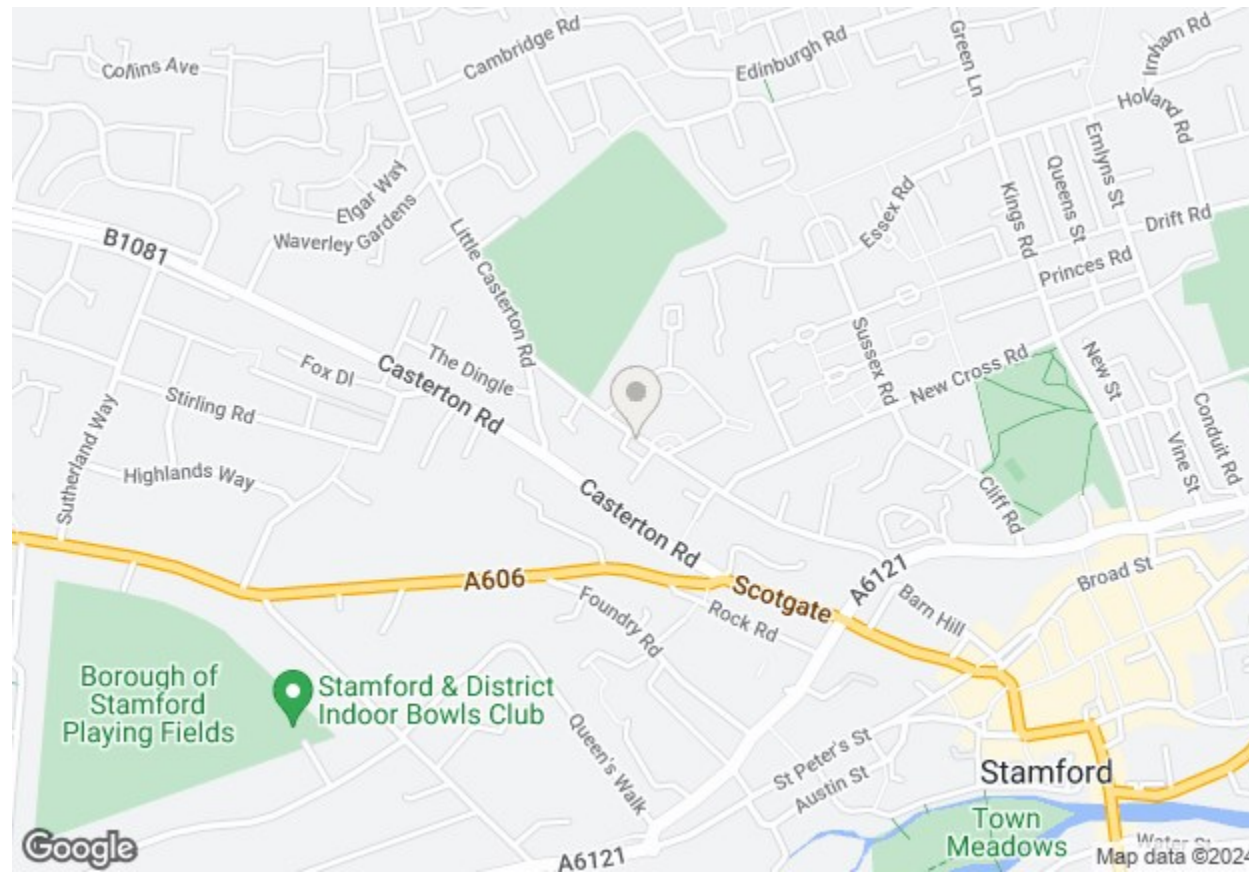 Collins Ave
Cambridge Rd
Edinburgh Rd
Green Ln
Irnham Rd
Holland Rd
Elgar Way
Waverley Gardens
B1081
Little Casterton Rd
Essex Rd
Kings Rd
Queens St
Emlyns St
Drift Rd
Princes Rd
The Dingle
Fox Dl
Casterton Rd
Stirling Rd
Sussex Rd
New Cross Rd
New St
Conduit Rd
Vine St
Sutherland Way
Highlands Way
Cliff Rd
Casterton Rd
A606
Scotgate
A6121
Broad St
Barn Hill
Foundry Rd
Rock Rd
Borough of
Stamford
Playing Fields
Stamford & District
Indoor Bowls Club
Queen's Walk
St Peter's St
Austin St
Stamford
Town
Meadows
Water St
A6121
Google
Map data ©2024